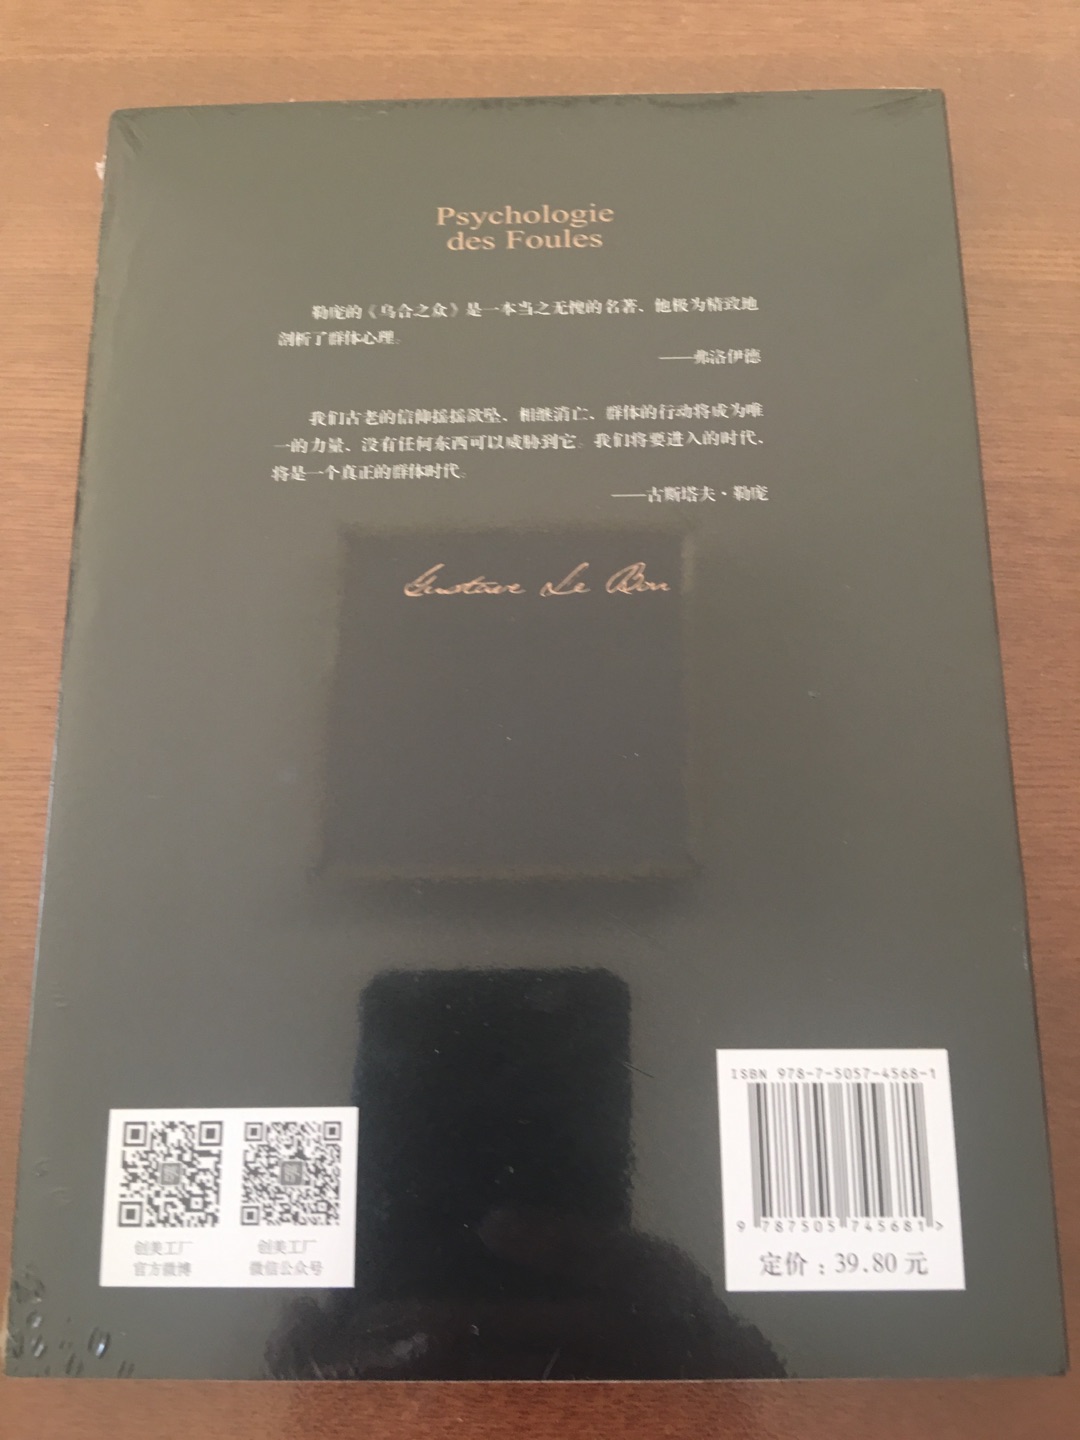 Psychologie
des Foules
勒庞的《乌合之众》是一本当之无愧的名著、他极为精致地
剖析了群体心理。
——弗洛伊德
我们古老的信仰摇摇欲坠、相继消亡、群体的行动将成为唯
一的力量、没有任何东西可以威胁到它。我们将要进入的时代、
将是一个真正的群体时代。
——古斯塔夫·勒庞
Gustave Le Bon
创美工厂
官方微博
创美工厂
微信公众号
ISBN 978-7-5057-4568-1
9 787505 745681 >
定价：39.80元